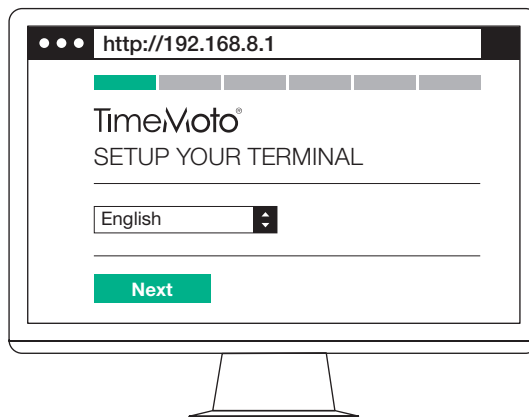 http://192.168.8.1
TimeMoto®
SETUP YOUR TERMINAL
English
Next